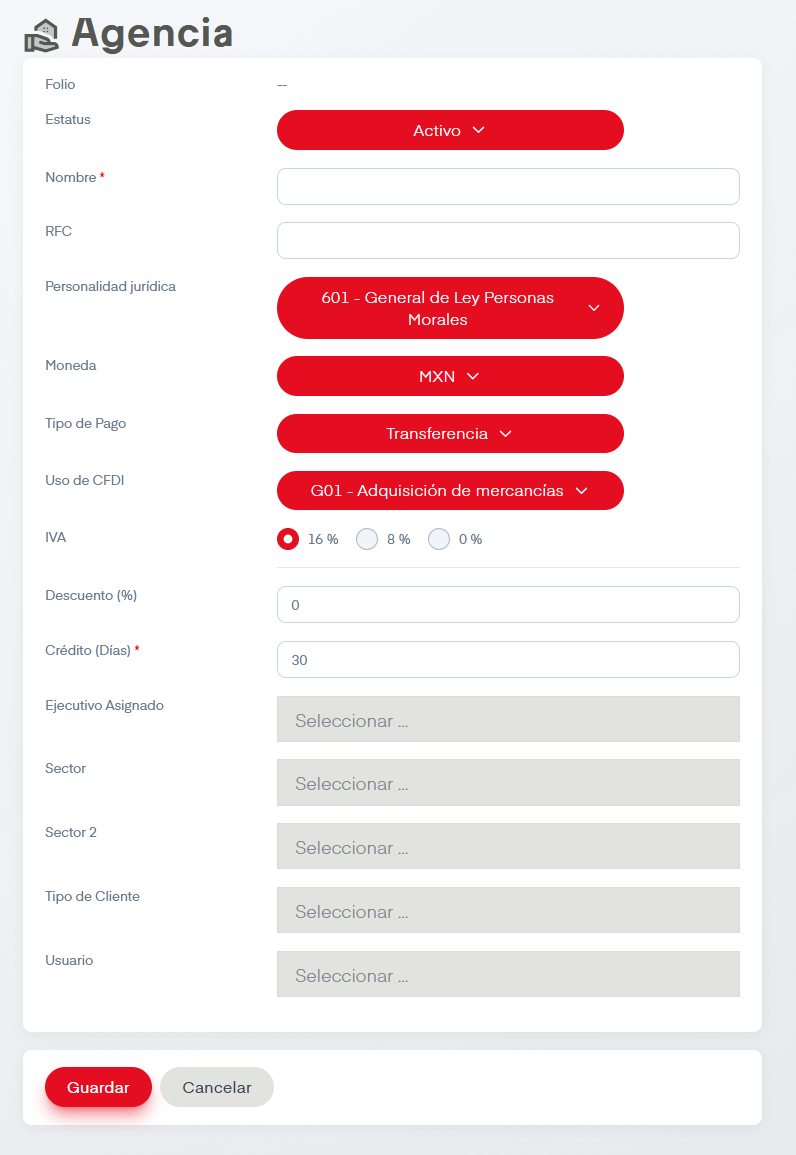 Agencia
Folio --
Estatus Activo
Nombre *
RFC
Personalidad jurídica 601 - General de Ley Personas
Morales
Moneda MXN
Tipo de Pago Transferencia
Uso de CFDI G01 - Adquisición de mercancías
IVA 16 % 8 % 0 %
Descuento (%) 0
Crédito (Días) * 30
Ejecutivo Asignado Seleccionar ...
Sector Seleccionar ...
Sector 2 Seleccionar ...
Tipo de Cliente Seleccionar ...
Usuario Seleccionar ...
Guardar Cancelar